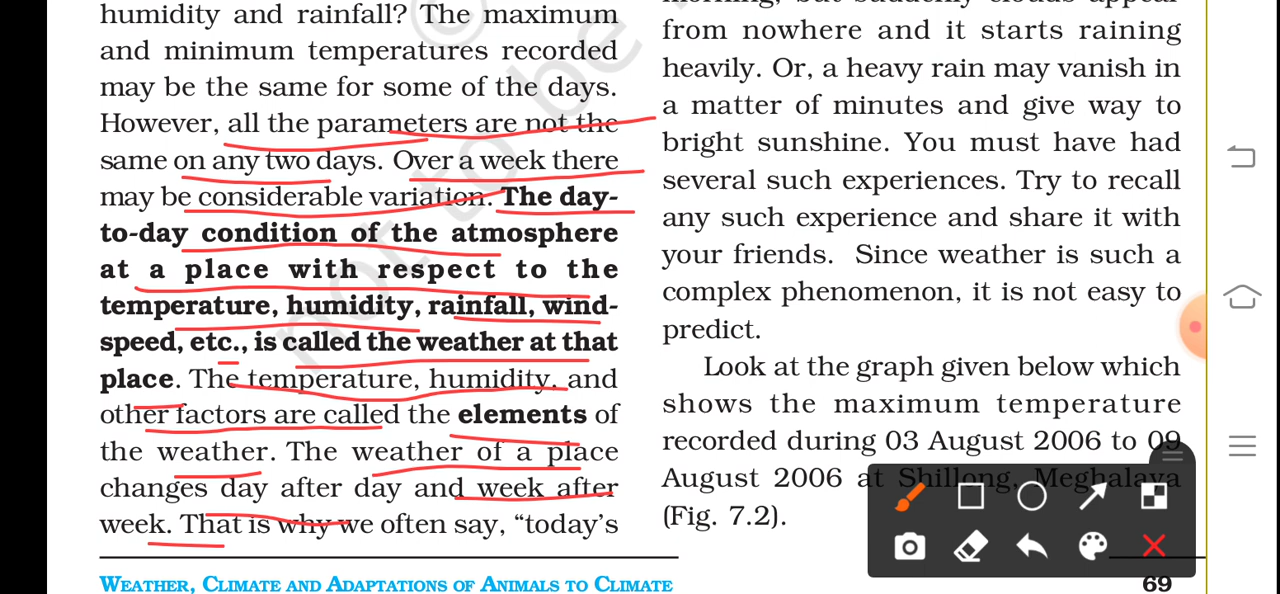 humidity and rainfall? The maximum
and minimum temperatures recorded
may be the same for some of the days.
However, all the parameters are not the
same on any two days. Over a week there
may be considerable variation. The day-
to-day condition of the atmosphere
at a place with respect to the
temperature, humidity, rainfall, wind-
speed, etc., is called the weather at that
place. The temperature, humidity, and
other factors are called the elements of
the weather. The weather of a place
changes day after day and week after
week. That is why we often say, “today’s
morning, but suddenly clouds appear
from nowhere and it starts raining
heavily. Or, a heavy rain may vanish in
a matter of minutes and give way to
bright sunshine. You must have had
several such experiences. Try to recall
any such experience and share it with
your friends. Since weather is such a
complex phenomenon, it is not easy to
predict.
Look at the graph given below which
shows the maximum temperature
recorded during 03 August 2006 to 09
August 2006 at Shillong, Meghalaya
(Fig. 7.2).
WEATHER, CLIMATE AND ADAPTATIONS OF ANIMALS TO CLIMATE
69
©
not to be